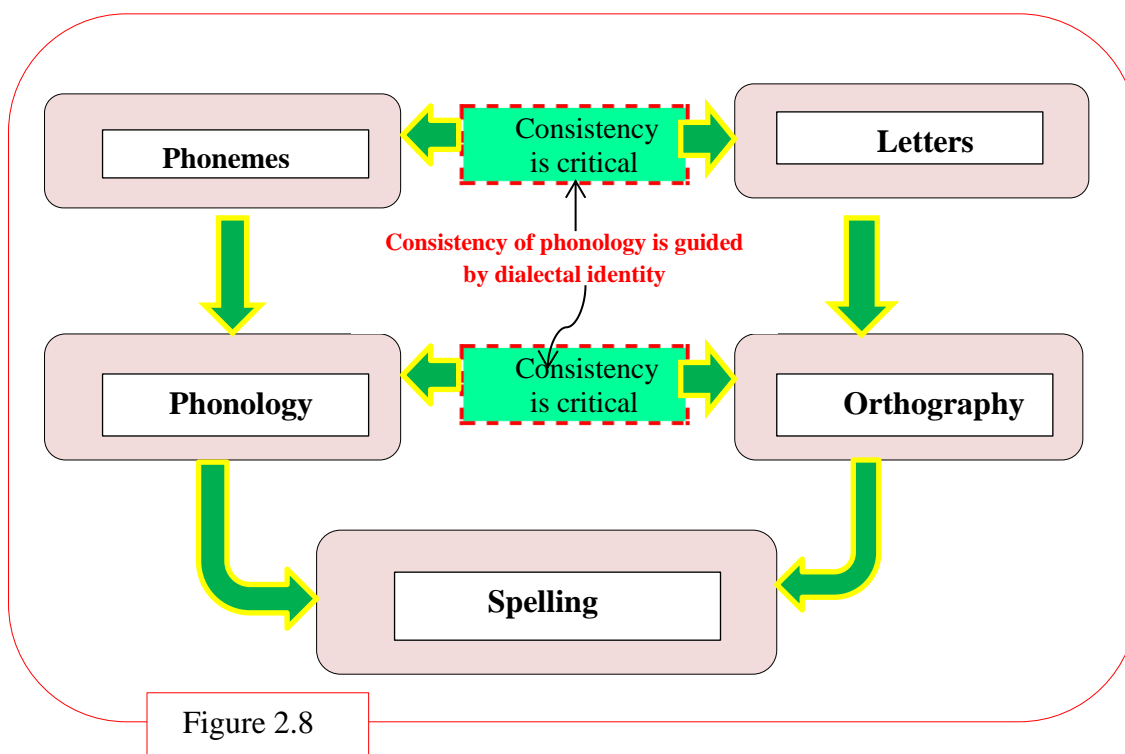 Phonemes
Consistency
is critical
Letters
Consistency of phonology is guided
by dialectal identity
Phonology
Consistency
is critical
Orthography
Spelling
Figure 2.8